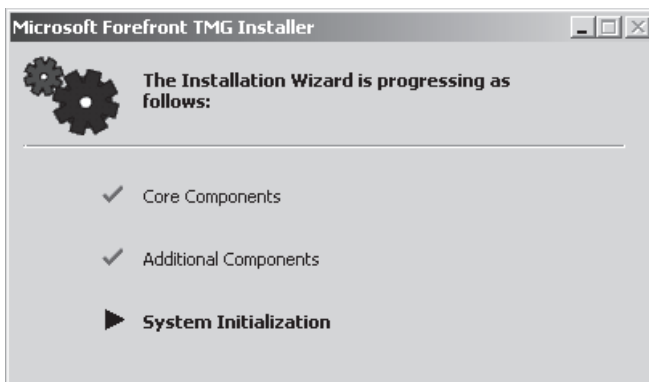 Microsoft Forefront TMG Installer
The Installation Wizard is progressing as
follows:
Core Components
Additional Components
System Initialization